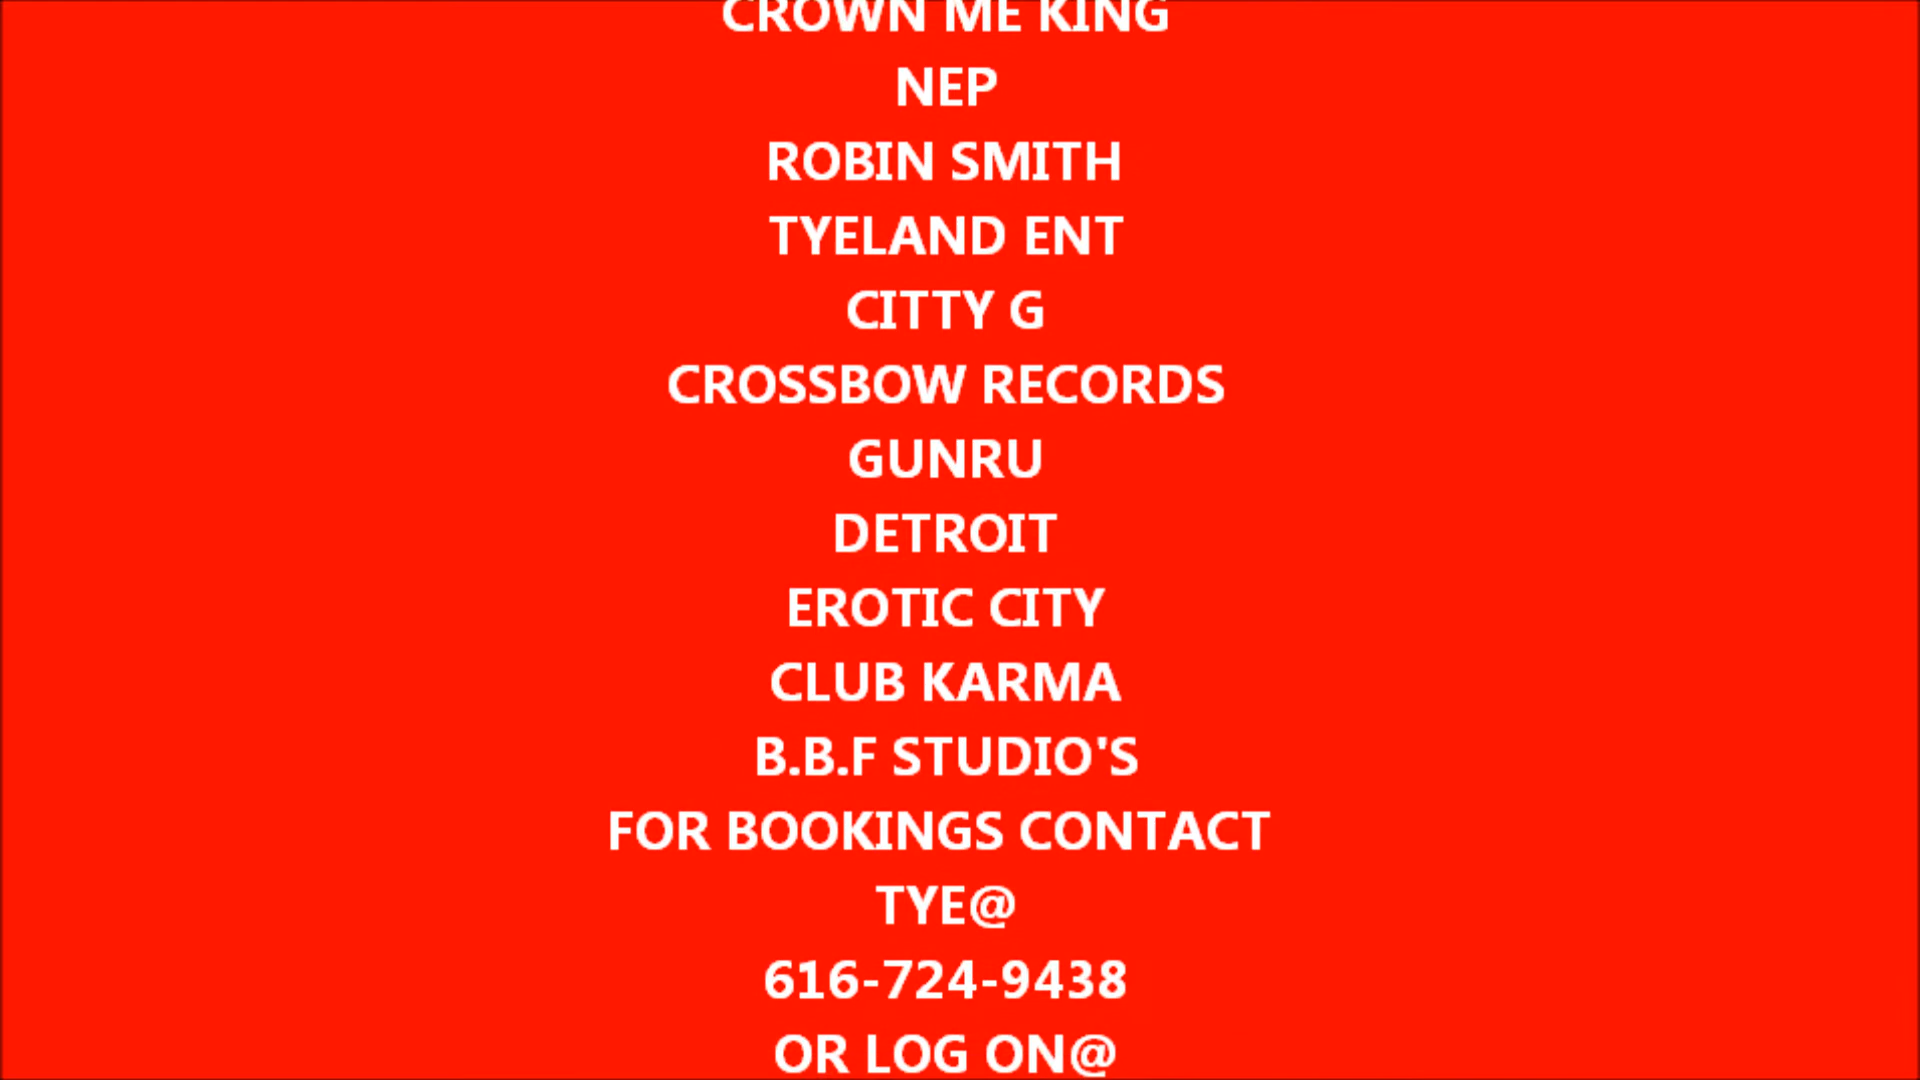 CROWN ME KING
NEP
ROBIN SMITH
TYELAND ENT
CITTY G
CROSSBOW RECORDS
GUNRU
DETROIT
EROTIC CITY
CLUB KARMA
B.B.F STUDIO'S
FOR BOOKINGS CONTACT
TYE@
616-724-9438
OR LOG ON@